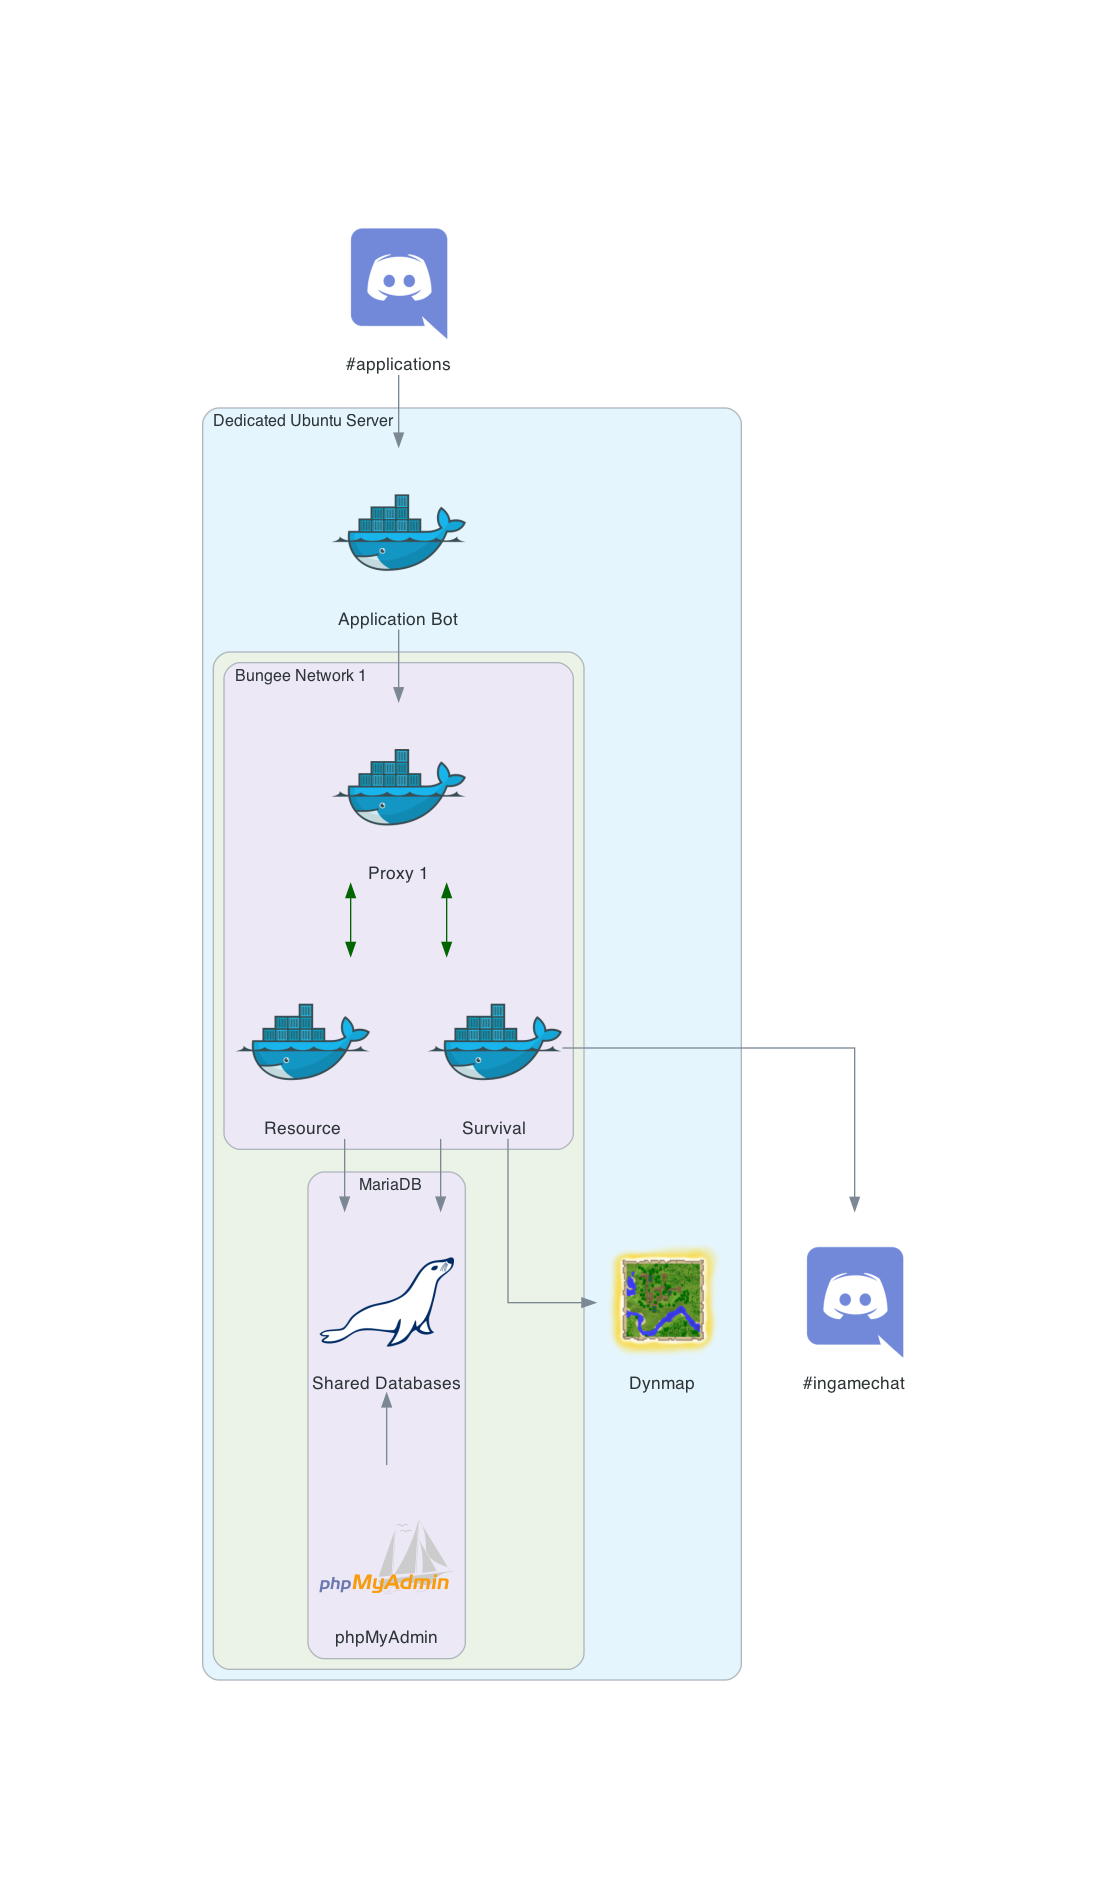 #applications
Dedicated Ubuntu Server
Application Bot
Bungee Network 1
Proxy 1
Resource
Survival
MariaDB
Shared Databases
Dynmap
#ingamechat
phpMyAdmin
phpMyAdmin